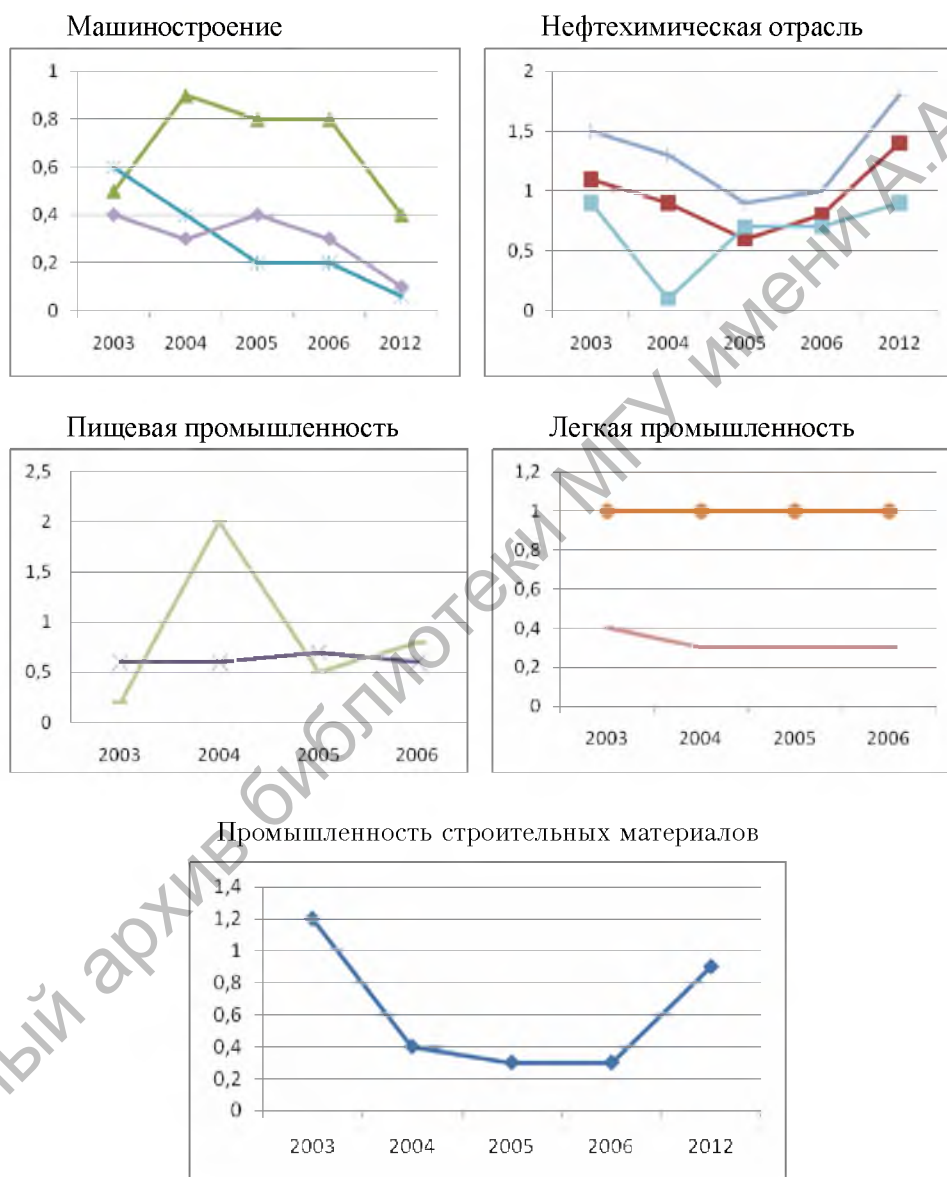 Машиностроение
1
0,8
0,6
0,4
0,2
0
2003 2004 2005 2006 2012
Нефтехимическая отрасль
2
1,5
1
0,5
0
2003 2004 2005 2006 2012
Пищевая промышленность
2,5
2
1,5
1
0,5
0
2003 2004 2005 2006
Легкая промышленность
1,2
1
0,8
0,6
0,4
0,2
0
2003 2004 2005 2006
Промышленность строительных материалов
1,4
1,2
1
0,8
0,6
0,4
0,2
0
2003 2004 2005 2006 2012
архив библиотеки МГУ имени А.А